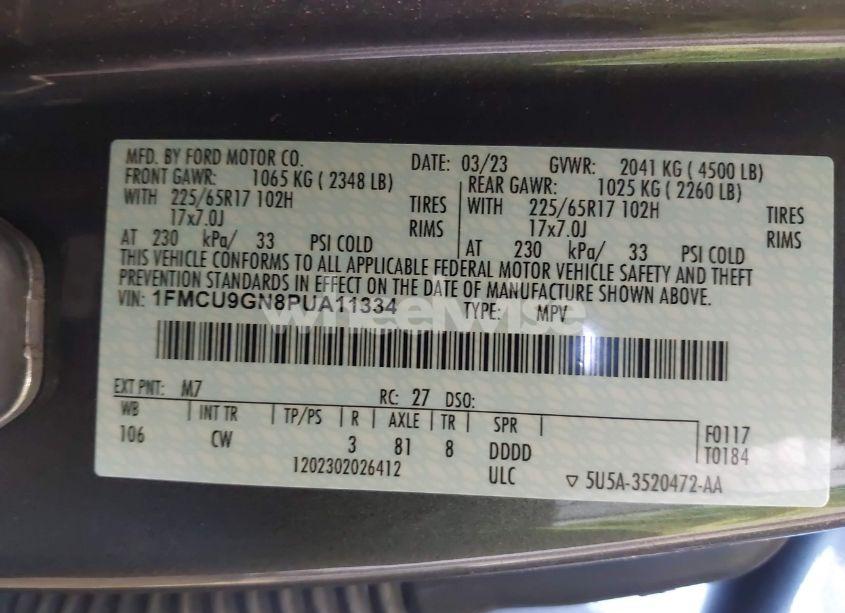 MFD. BY FORD MOTOR CO. DATE: 03/23 GVWR: 2041 KG ( 4500 LB)
FRONT GAWR: 1065 KG ( 2348 LB) REAR GAWR: 1025 KG ( 2260 LB)
WITH 225/65R17 102H TIRES WITH 225/65R17 102H TIRES
17x7.0J RIMS 17x7.0J RIMS
AT 230 kPa/ 33 PSI COLD AT 230 kPa/ 33 PSI COLD
THIS VEHICLE CONFORMS TO ALL APPLICABLE FEDERAL MOTOR VEHICLE SAFETY AND THEFT
PREVENTION STANDARDS IN EFFECT ON THE DATE OF MANUFACTURE SHOWN ABOVE.
VIN: 1FMCU9GN8PUA11334 TYPE: MPV
wheelwise
EXT PNT: M7 RC: 27 DSO:
WB INT TR TP/PS R AXLE TR SPR F0117
106 CW 3 81 8 DDDD T0184
1202302026412 ULC ▽ 5U5A-3520472-AA